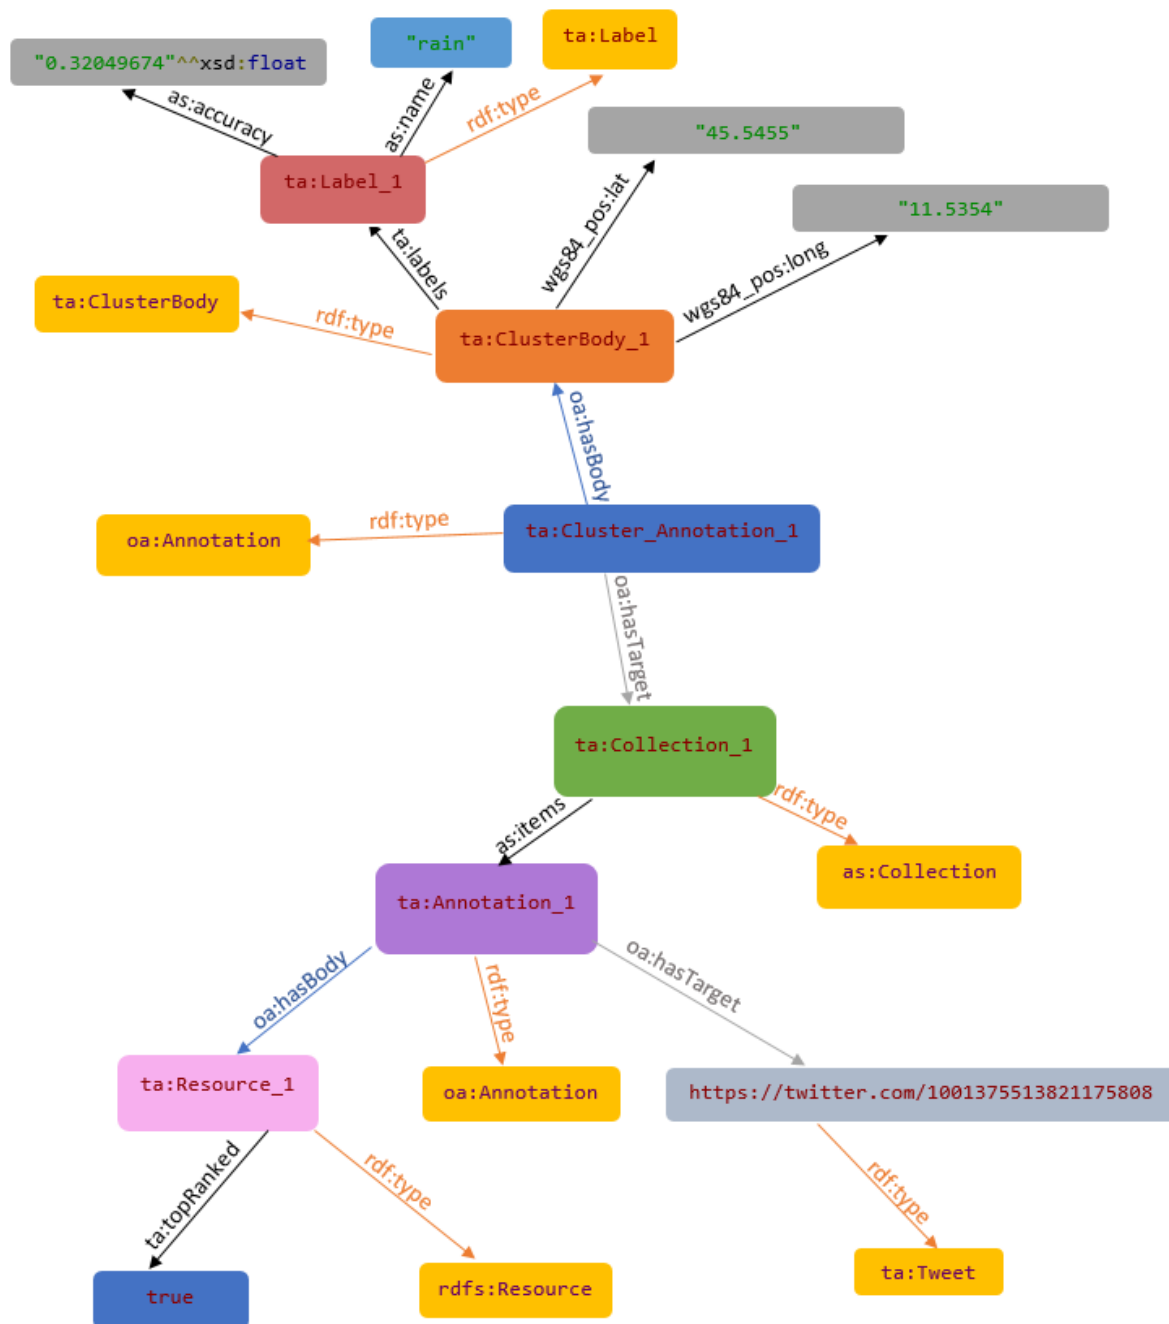 "rain"
ta:Label
"0.32049674"^^xsd:float
as:accuracy
as:name
rdf:type
"45.5455"
ta:Label_1
"11.5354"
ta:labels
wgs84_pos:lat
wgs84_pos:long
ta:ClusterBody
rdf:type
ta:ClusterBody_1
oa:hasBody
oa:Annotation
rdf:type
ta:Cluster_Annotation_1
oa:hasTarget
ta:Collection_1
as:items
rdf:type
as:Collection
ta:Annotation_1
oa:hasBody
rdf:type
oa:hasTarget
ta:Resource_1
oa:Annotation
https://twitter.com/1001375513821175808
ta:topRanked
rdf:type
rdf:type
true
rdfs:Resource
ta:Tweet